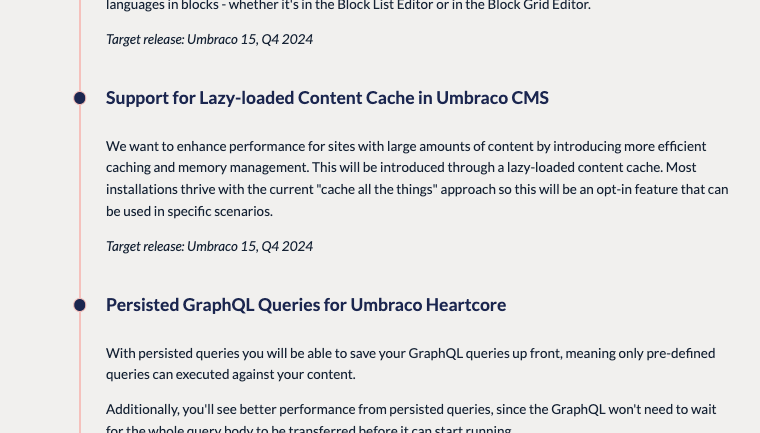 languages in blocks - whether it's in the Block List Editor or in the Block Grid Editor.
Target release: Umbraco 15, Q4 2024
Support for Lazy-loaded Content Cache in Umbraco CMS
We want to enhance performance for sites with large amounts of content by introducing more efficient
caching and memory management. This will be introduced through a lazy-loaded content cache. Most
installations thrive with the current "cache all the things" approach so this will be an opt-in feature that can
be used in specific scenarios.
Target release: Umbraco 15, Q4 2024
Persisted GraphQL Queries for Umbraco Heartcore
With persisted queries you will be able to save your GraphQL queries up front, meaning only pre-defined
queries can executed against your content.
Additionally, you'll see better performance from persisted queries, since the GraphQL won't need to wait
for the whole query body to be transferred before it can start running.